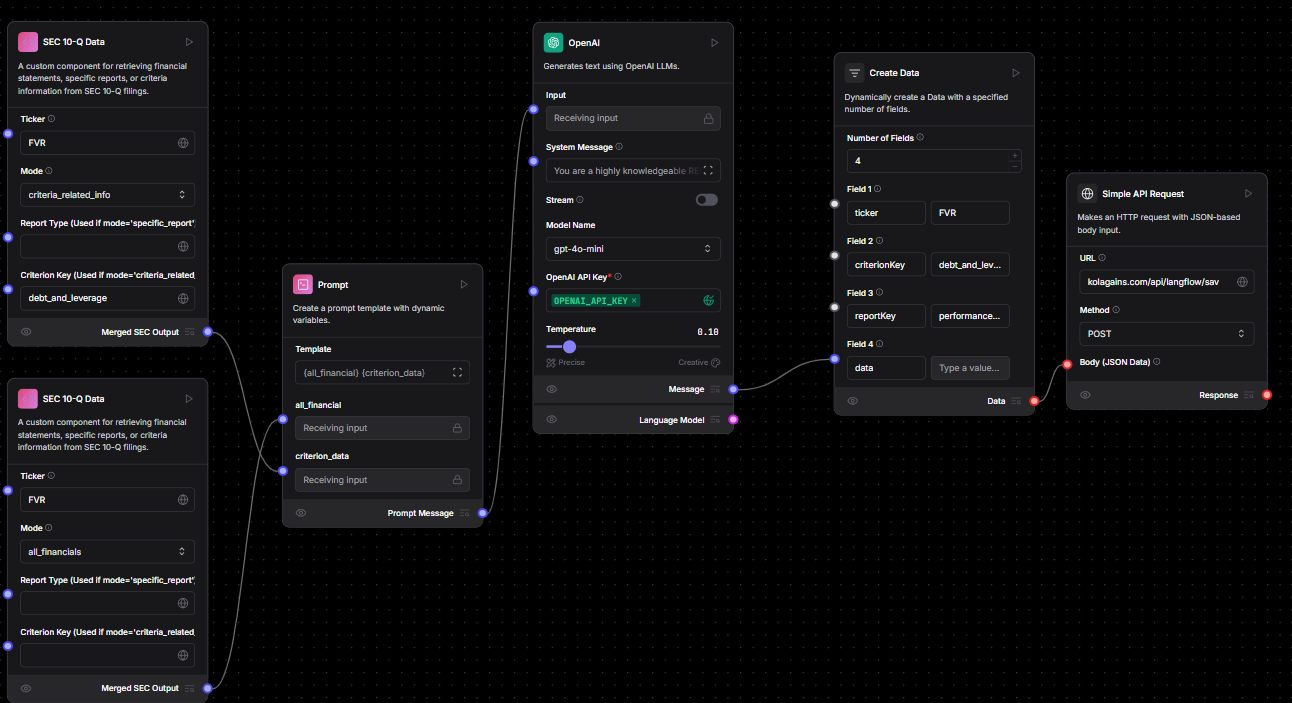 SEC 10-Q Data
A custom component for retrieving financial
statements, specific reports, or criteria
information from SEC 10-Q filings.
Ticker
FVR
Mode
criteria_related_info
Report Type (Used if mode='specific_report'
Criterion Key (Used if mode='criteria_related_
debt_and_leverage
Merged SEC Output
SEC 10-Q Data
A custom component for retrieving financial
statements, specific reports, or criteria
information from SEC 10-Q filings.
Ticker
FVR
Mode
all_financials
Report Type (Used if mode='specific_report'
Criterion Key (Used if mode='criteria_related_
Merged SEC Output
Prompt
Create a prompt template with dynamic
variables.
Template
{all_financial} {criterion_data}
all_financial
Receiving input
criterion_data
Receiving input
Prompt Message
OpenAI
Generates text using OpenAI LLMs.
Input
Receiving input
System Message
You are a highly knowledgeable RE
Stream
Model Name
gpt-4o-mini
OpenAI API Key*
OPENAI_API_KEY ×
Temperature
0.10
Precise
Creative
Message
Language Model
Create Data
Dynamically create a Data with a specified
number of fields.
Number of Fields
4
Field 1
ticker
FVR
Field 2
criterionKey
debt_and_lev...
Field 3
reportKey
performance...
Field 4
data
Type a value...
Data
Simple API Request
Makes an HTTP request with JSON-based
body input.
URL
kolagains.com/api/langflow/sav
Method
POST
Body (JSON Data)
Response